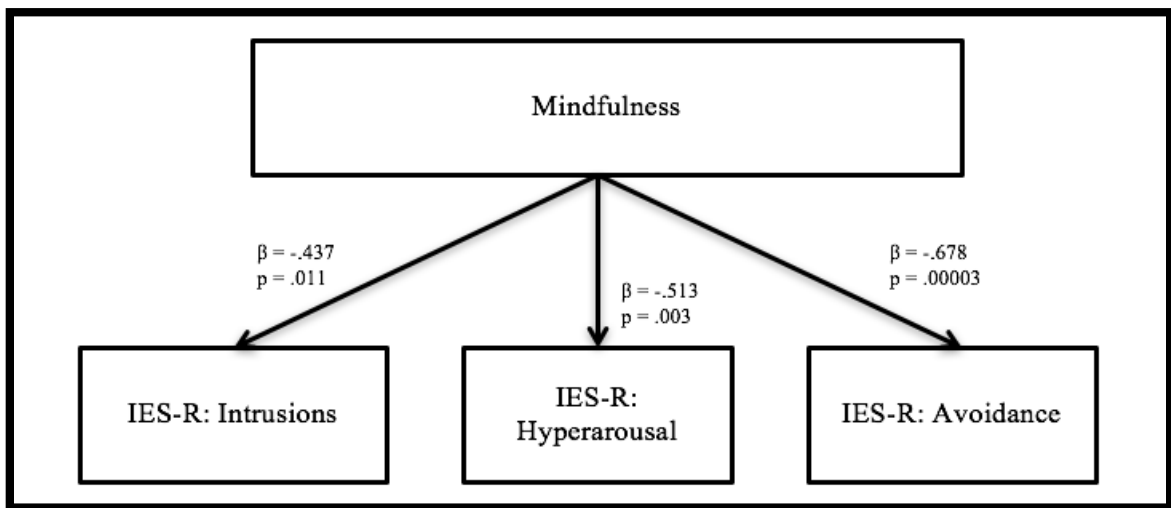 Mindfulness
β = -.437
p = .011
β = -.513
p = .003
β = -.678
p = .00003
IES-R: Intrusions
IES-R:
Hyperarousal
IES-R: Avoidance